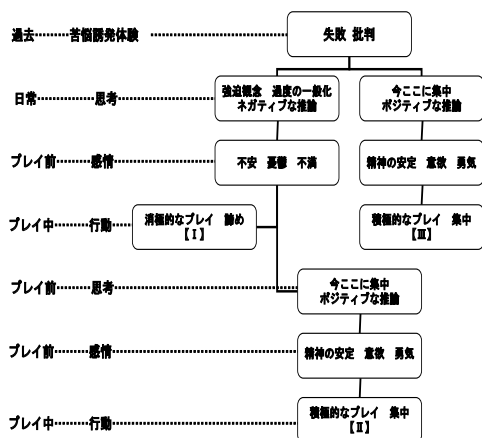 過去……苦悩誘発体験
失敗 批判
日常………思考
強迫観念 過度の一般化
ネガティブな推論
今ここに集中
ポジティブな推論
プレイ前………感情
不安 憂鬱 不満
精神の安定 意欲 勇気
プレイ中………行動
消極的なプレイ 諦め
【Ⅰ】
積極的なプレイ 集中
【Ⅲ】
プレイ前………思考
今ここに集中
ポジティブな推論
プレイ前………感情
精神の安定 意欲 勇気
プレイ中………行動
積極的なプレイ 集中
【Ⅱ】